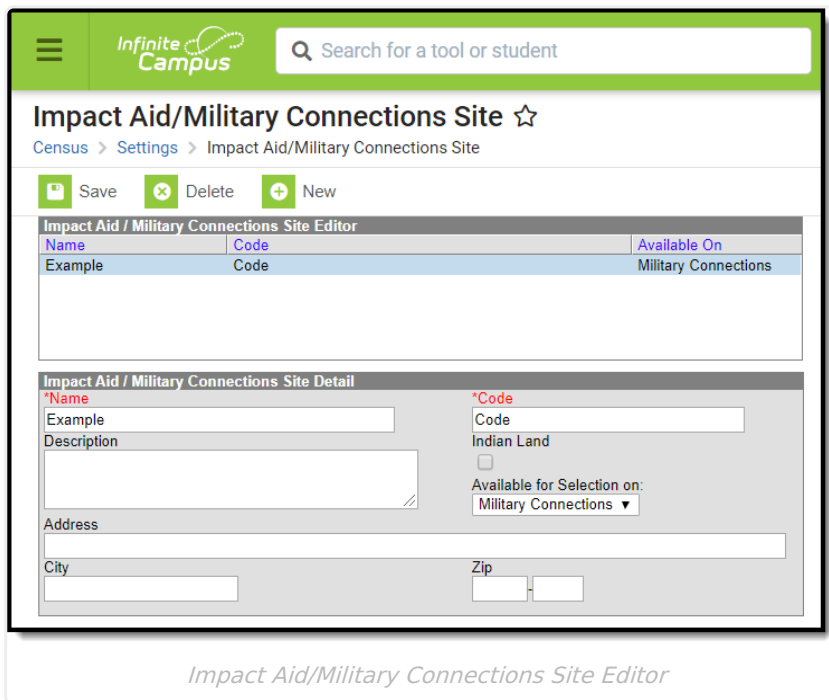 Infinite
Campus
Search for a tool or student
Impact Aid/Military Connections Site
Census > Settings > Impact Aid/Military Connections Site
Save Delete New
Impact Aid / Military Connections Site Editor
Name Code Available On
Example Code Military Connections
Impact Aid / Military Connections Site Detail
*Name *Code
Example Code
Description Indian Land
Available for Selection on:
Military Connections ▼
Address
City Zip
-
Impact Aid/Military Connections Site Editor